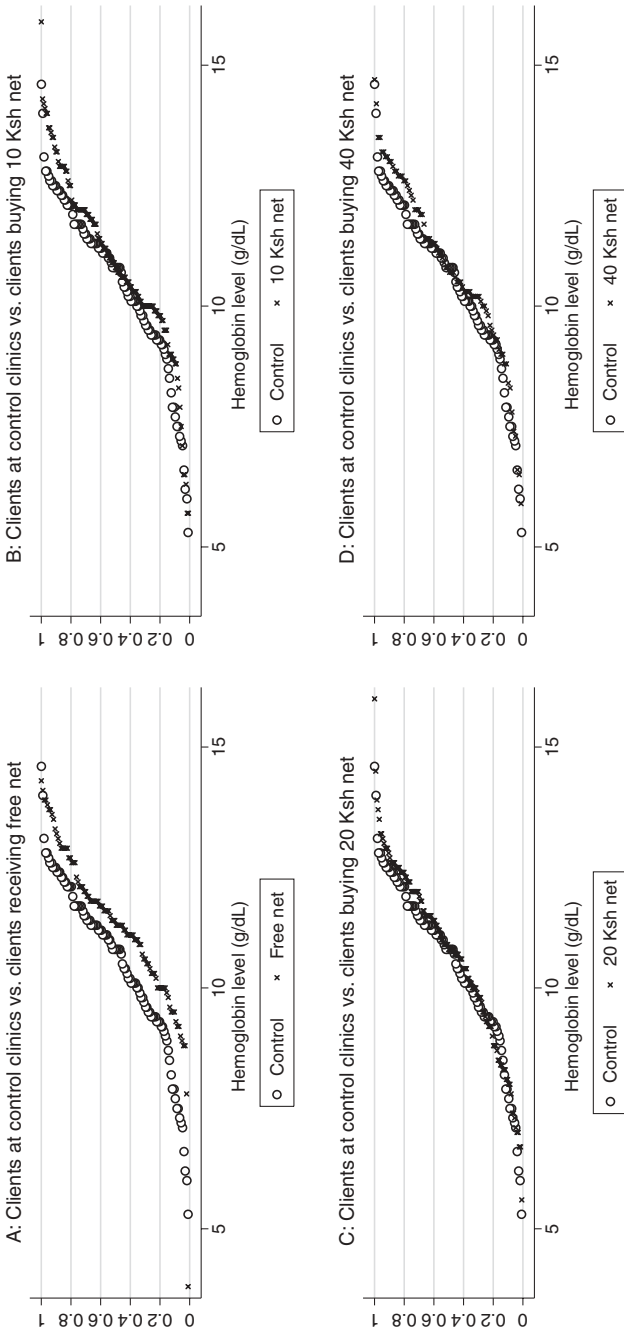 A: Clients at control clinics vs. clients receiving free net
1
0.8
0.6
0.4
0.2
0
5
10
15
Hemoglobin level (g/dL)
Control
Free net
B: Clients at control clinics vs. clients buying 10 Ksh net
1
0.8
0.6
0.4
0.2
0
5
10
15
Hemoglobin level (g/dL)
Control
10 Ksh net
C: Clients at control clinics vs. clients buying 20 Ksh net
1
0.8
0.6
0.4
0.2
0
5
10
15
Hemoglobin level (g/dL)
Control
20 Ksh net
D: Clients at control clinics vs. clients buying 40 Ksh net
1
0.8
0.6
0.4
0.2
0
5
10
15
Hemoglobin level (g/dL)
Control
40 Ksh net